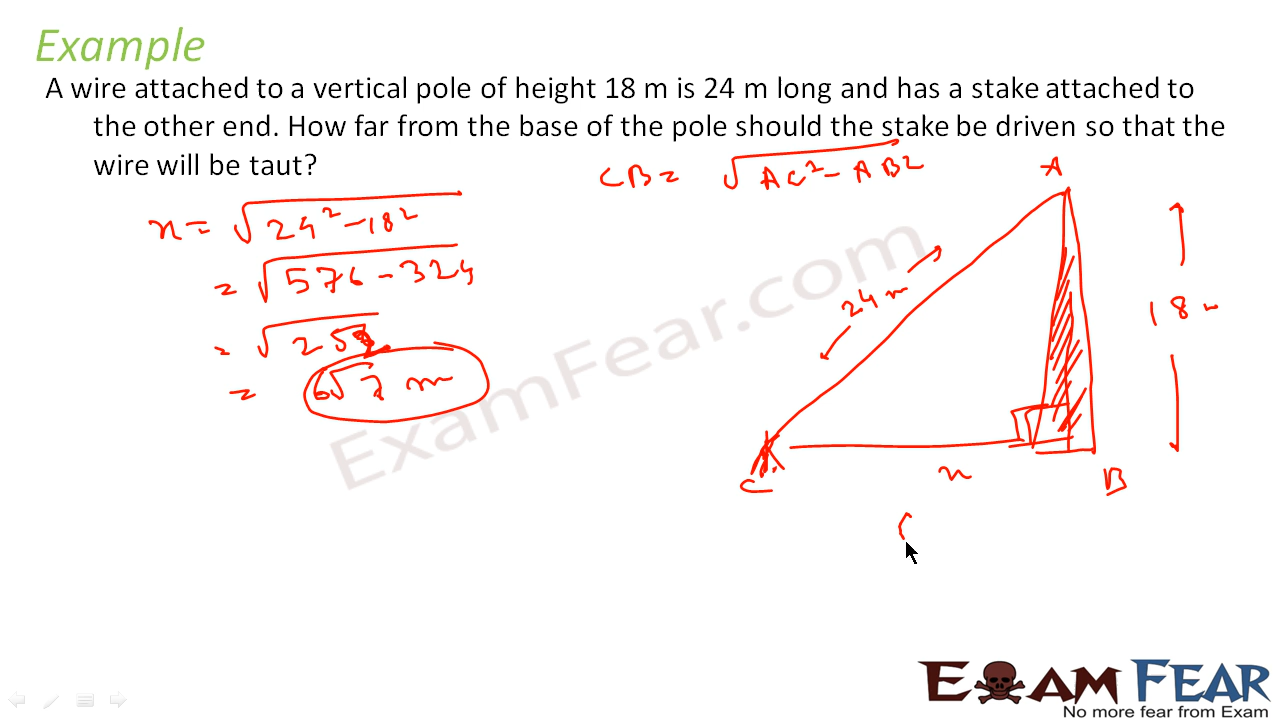 Example
A wire attached to a vertical pole of height 18 m is 24 m long and has a stake attached to
the other end. How far from the base of the pole should the stake be driven so that the
wire will be taut?
CB = √AC² - AB2
A
x = √24² - 18²
= √576 - 324
= √252
= 6√7 m
24 m
18 m
C
x
B
(
ExamFear.com
EXAM FEAR
No more fear from Exam